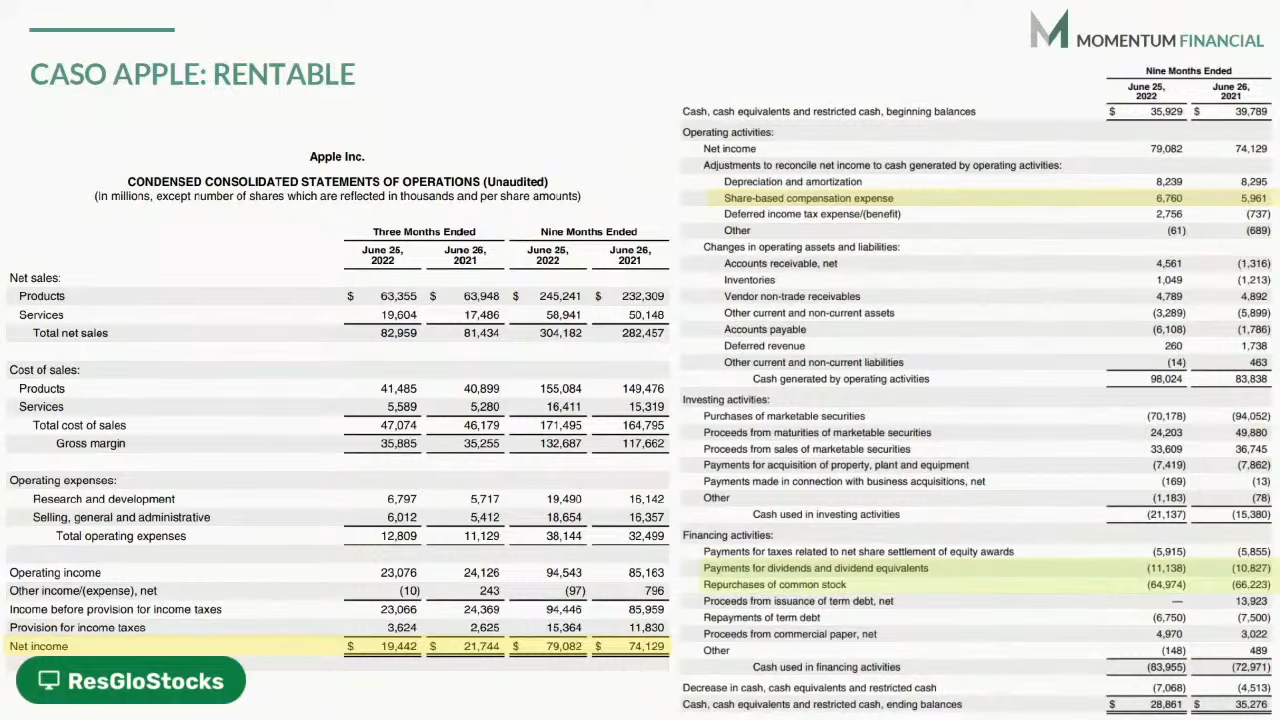 MOMENTUM FINANCIAL
CASO APPLE: RENTABLE
Apple Inc.
CONDENSED CONSOLIDATED STATEMENTS OF OPERATIONS (Unaudited)
(In millions, except number of shares which are reflected in thousands and per share amounts)
Three Months Ended Nine Months Ended
June 25, 2022 June 26, 2021 June 25, 2022 June 26, 2021
Net sales:
Products $ 63,355 $ 63,948 $ 245,241 $ 232,309
Services 19,604 17,486 58,941 50,148
Total net sales 82,959 81,434 304,182 282,457
Cost of sales:
Products 41,485 40,899 155,084 149,476
Services 5,589 5,280 16,411 15,319
Total cost of sales 47,074 46,179 171,495 164,795
Gross margin 35,885 35,255 132,687 117,662
Operating expenses:
Research and development 6,797 5,717 19,490 16,142
Selling, general and administrative 6,012 5,412 18,654 16,357
Total operating expenses 12,809 11,129 38,144 32,499
Operating income 23,076 24,126 94,543 85,163
Other income/(expense), net (10) 243 (97) 796
Income before provision for income taxes 23,066 24,369 94,446 85,959
Provision for income taxes 3,624 2,625 15,364 11,830
Net income $ 19,442 $ 21,744 $ 79,082 $ 74,129
ResGloStocks
Nine Months Ended
June 25, 2022 June 26, 2021
Cash, cash equivalents and restricted cash, beginning balances $ 35,929 $ 39,789
Operating activities:
Net income 79,082 74,129
Adjustments to reconcile net income to cash generated by operating activities:
Depreciation and amortization 8,239 8,295
Share-based compensation expense 6,760 5,961
Deferred income tax expense/(benefit) 2,756 (737)
Other (61) (689)
Changes in operating assets and liabilities:
Accounts receivable, net 4,561 (1,316)
Inventories 1,049 (1,213)
Vendor non-trade receivables 4,789 4,892
Other current and non-current assets (3,289) (5,899)
Accounts payable (6,108) (1,786)
Deferred revenue 260 1,738
Other current and non-current liabilities (14) 463
Cash generated by operating activities 98,024 83,838
Investing activities:
Purchases of marketable securities (70,178) (94,052)
Proceeds from maturities of marketable securities 24,203 49,880
Proceeds from sales of marketable securities 33,609 36,745
Payments for acquisition of property, plant and equipment (7,419) (7,862)
Payments made in connection with business acquisitions, net (169) (13)
Other (1,183) (78)
Cash used in investing activities (21,137) (15,380)
Financing activities:
Payments for taxes related to net share settlement of equity awards (5,915) (5,855)
Payments for dividends and dividend equivalents (11,138) (10,827)
Repurchases of common stock (64,974) (66,223)
Proceeds from issuance of term debt, net — 13,923
Repayments of term debt (6,750) (7,500)
Proceeds from commercial paper, net 4,970 3,022
Other (148) 489
Cash used in financing activities (83,955) (72,971)
Decrease in cash, cash equivalents and restricted cash (7,068) (4,513)
Cash, cash equivalents and restricted cash, ending balances $ 28,861 $ 35,276